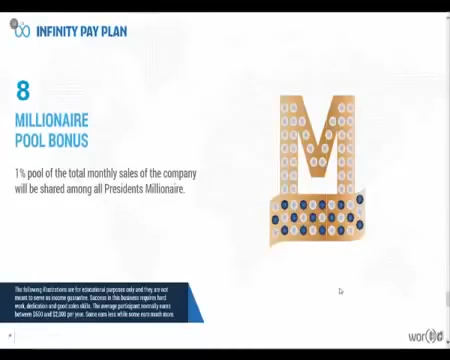 INFINITY PAY PLAN
8
MILLIONAIRE
POOL BONUS
1% pool of the total monthly sales of the company
will be shared among all Presidents Millionaire.
M
The following illustrations are for educational purposes only and they are
not meant to serve as income guarantee. Success in this business requires hard
work, dedication and good sales skills. The average participant normally earns
between $500 and $2,000 per year. Some earn less while some earn much more.